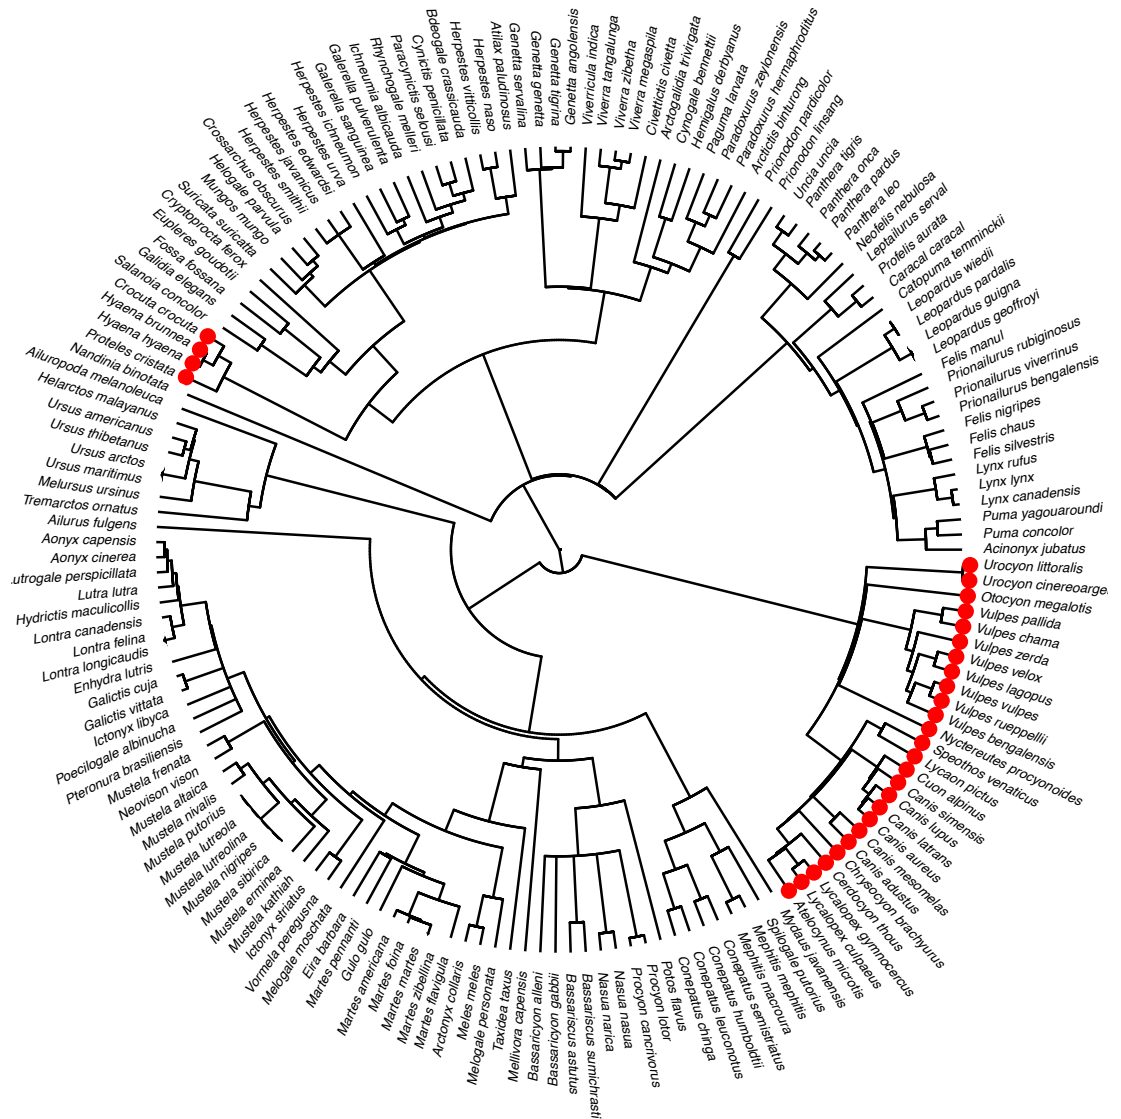 Genetta angolensis
Viverricula indica
Viverra tangalunga
Viverra zibetha
Viverra megaspila
Civettictis civetta
Arctogalidia trivirgata
Cynogale bennettii
Hemigalus derbyanus
Paguma larvata
Paradoxurus zeylonensis
Paradoxurus hermaphroditus
Arctictis binturong
Prionodon pardicolor
Prionodon linsang
Uncia uncia
Panthera tigris
Panthera onca
Panthera pardus
Panthera leo
Neofelis nebulosa
Leptailurus serval
Profelis aurata
Caracal caracal
Catopuma temminckii
Leopardus wiedii
Leopardus pardalis
Leopardus guigna
Leopardus geoffroyi
Felis manul
Prionailurus rubiginosus
Prionailurus viverrinus
Prionailurus bengalensis
Felis nigripes
Felis chaus
Felis silvestris
Lynx rufus
Lynx lynx
Lynx canadensis
Puma yagouaroundi
Puma concolor
Acinonyx jubatus
Urocyon littoralis
Urocyon cinereoarge
Otocyon megalotis
Vulpes pallida
Vulpes chama
Vulpes zerda
Vulpes velox
Vulpes lagopus
Vulpes vulpes
Vulpes rueppellii
Vulpes bengalensis
Nyctereutes procyonoides
Speothos venaticus
Lycaon pictus
Cuon alpinus
Canis simensis
Canis lupus
Canis latrans
Canis aureus
Canis mesomelas
Canis adustus
Chrysocyon brachyurus
Cerdocyon thous
Lycalopex gymnocercus
Lycalopex culpaeus
Atelocynus microtis
Mydaus javanensis
Spilogale putorius
Mephitis mephitis
Mephitis macroura
Conepatus semistriatus
Conepatus humboldtii
Conepatus leuconotus
Conepatus chinga
Potos flavus
Procyon lotor
Procyon cancrivorus
Nasua nasua
Nasua narica
Bassariscus sumichrasti
Bassariscus astutus
Bassaricyon gabbii
Bassaricyon alleni
Mellivora capensis
Taxidea taxus
Melogale personata
Meles meles
Arctonyx collaris
Martes flavigula
Martes zibellina
Martes martes
Martes foina
Martes americana
Gulo gulo
Martes pennanti
Eira barbara
Melogale moschata
Vormela peregusna
Ictonyx striatus
Mustela kathiah
Mustela erminea
Mustela sibirica
Mustela nigripes
Mustela lutreolina
Mustela lutreola
Mustela putorius
Mustela nivalis
Mustela altaica
Neovison vison
Mustela frenata
Pteronura brasiliensis
Poecilogale albinucha
Ictonyx libyca
Galictis vittata
Galictis cuja
Enhydra lutris
Lontra longicaudis
Lontra felina
Lontra canadensis
Hydrictis maculicollis
Lutra lutra
utrogale perspicillata
Aonyx cinerea
Aonyx capensis
Ailurus fulgens
Tremarctos ornatus
Melursus ursinus
Ursus maritimus
Ursus arctos
Ursus thibetanus
Ursus americanus
Helarctos malayanus
Ailuropoda melanoleuca
Nandinia binotata
Proteles cristata
Hyaena hyaena
Hyaena brunnea
Crocuta crocuta
Salanoia concolor
Galidia elegans
Fossa fossana
Eupleres goudotii
Cryptoprocta ferox
Suricata suricatta
Mungos mungo
Helogale parvula
Crossarchus obscurus
Herpestes smithii
Herpestes javanicus
Herpestes edwardsi
Herpestes urva
Herpestes ichneumon
Galerella sanguinea
Galerella pulverulenta
Ichneumia albicauda
Rhynchogale melleri
Paracynictis selousi
Cynictis penicillata
Bdeogale crassicauda
Herpestes vitticollis
Herpestes naso
Atilax paludinosus
Genetta servalina
Genetta genetta
Genetta tigrina